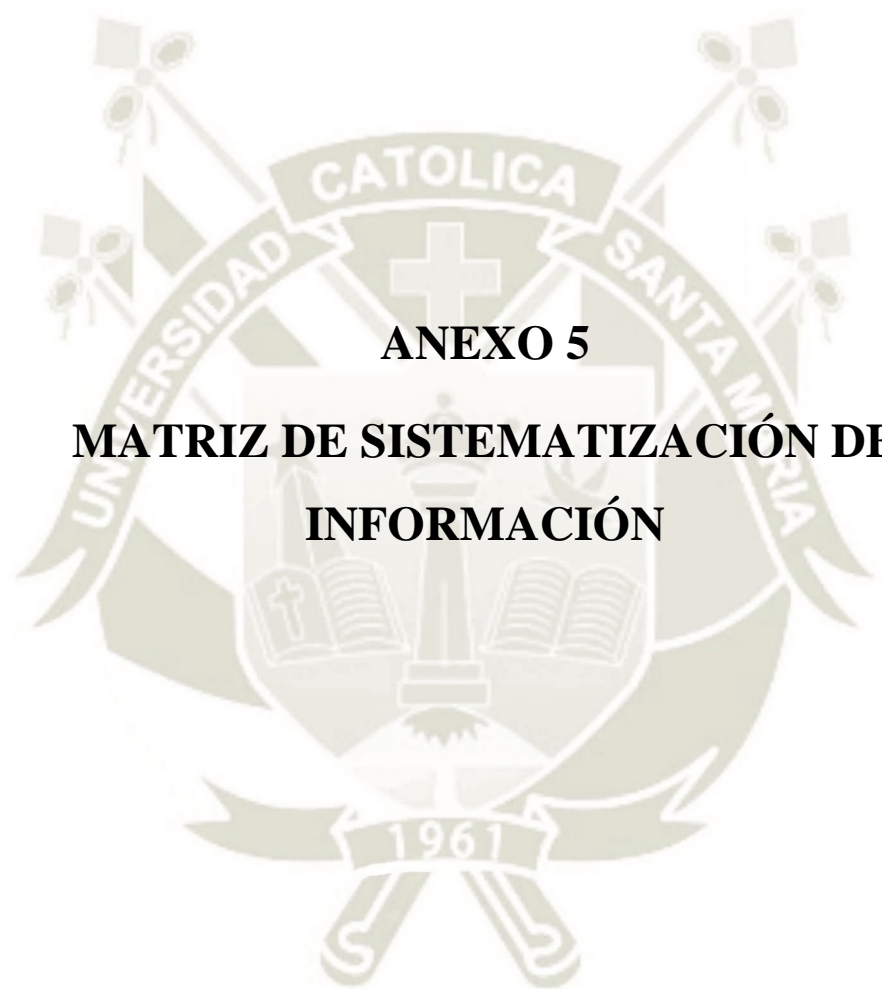 UNIVERSIDAD CATOLICA SANTA MARIA
ANEXO 5
MATRIZ DE SISTEMATIZACIÓN DE
INFORMACIÓN
1961